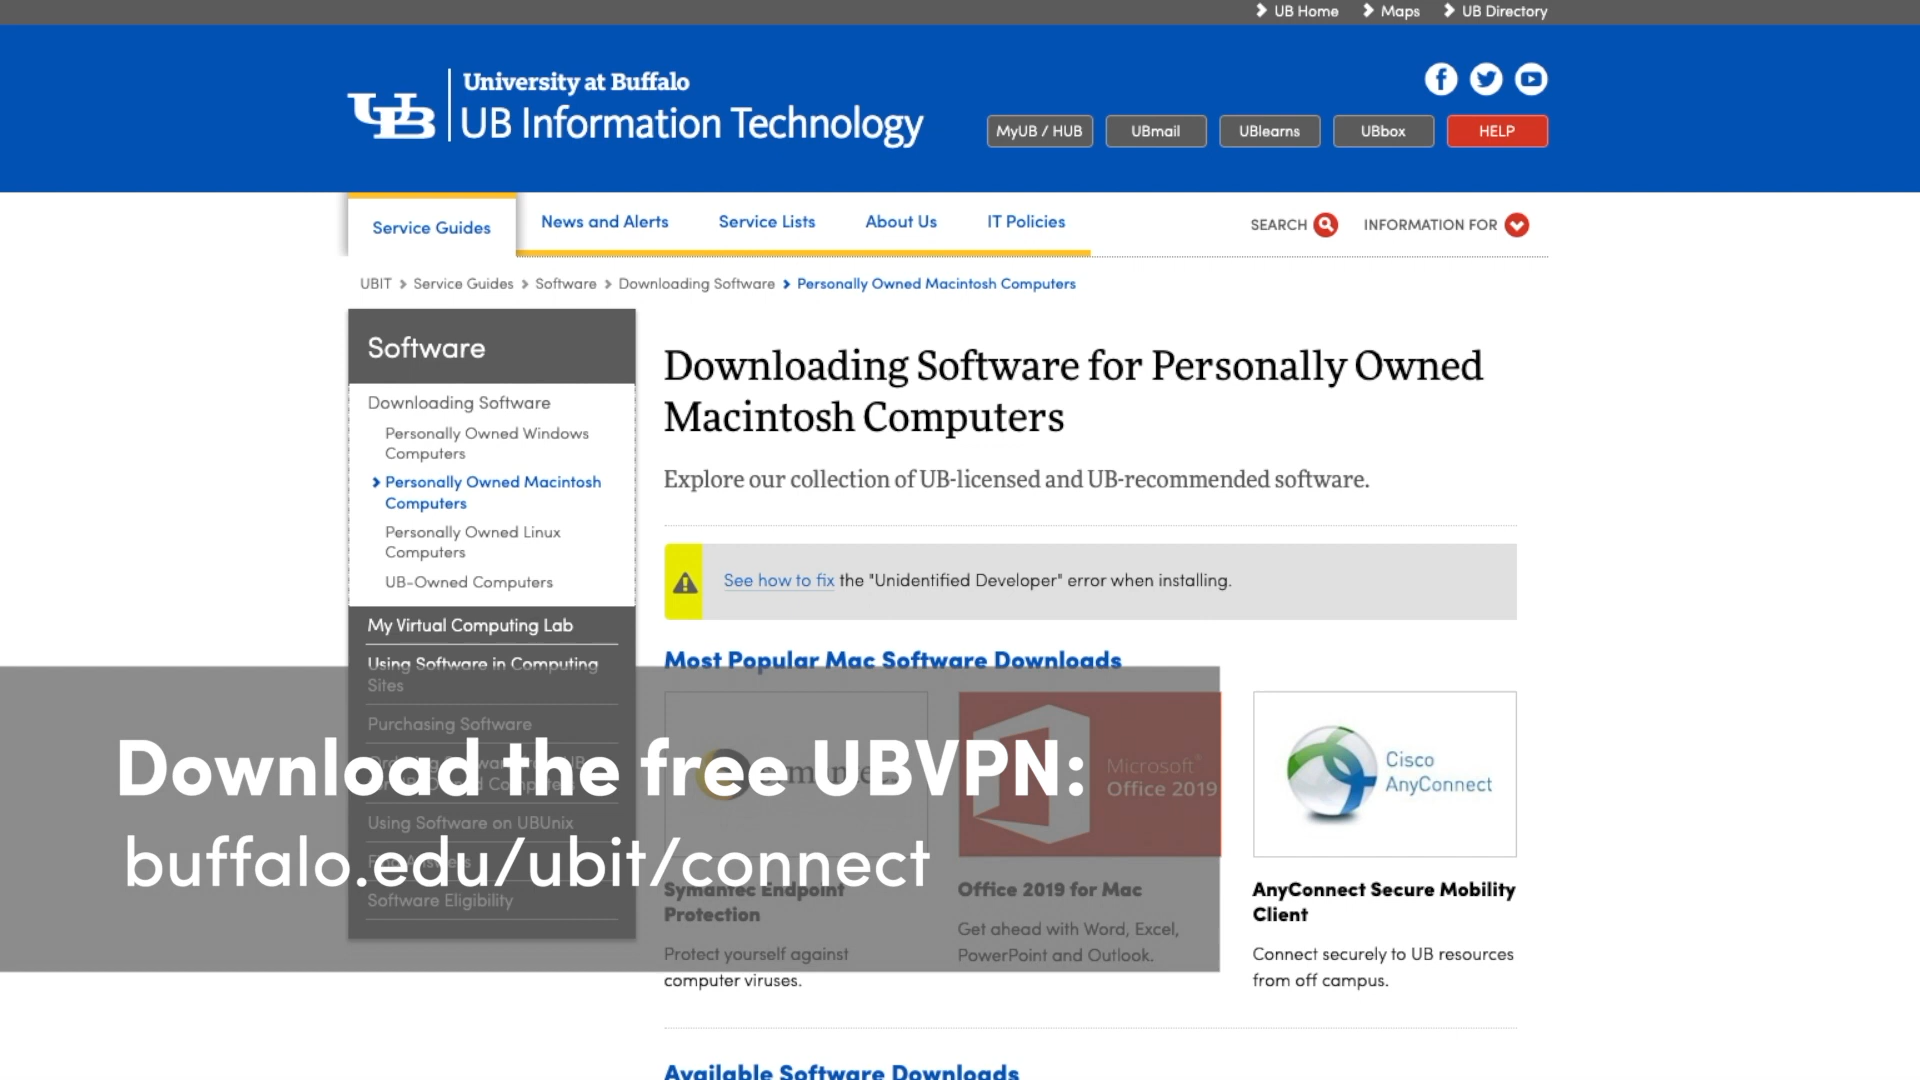 UB Home
Maps
UB Directory
University at Buffalo
UB Information Technology
MyUB / HUB
UBmail
UBlearns
UBbox
HELP
Service Guides
News and Alerts
Service Lists
About Us
IT Policies
SEARCH
INFORMATION FOR
UBIT > Service Guides > Software > Downloading Software > Personally Owned Macintosh Computers
Software
Downloading Software
Personally Owned Windows
Computers
Personally Owned Macintosh
Computers
Personally Owned Linux
Computers
UB-Owned Computers
My Virtual Computing Lab
Using Software in Computing
Sites
Purchasing Software
Using Software on UBUnix
Software Eligibility
Downloading Software for Personally Owned
Macintosh Computers
Explore our collection of UB-licensed and UB-recommended software.
See how to fix the "Unidentified Developer" error when installing.
Most Popular Mac Software Downloads
Microsoft®
Office 2019
Cisco
AnyConnect
Symantec Endpoint
Protection
Protect yourself against
computer viruses.
Office 2019 for Mac
Get ahead with Word, Excel,
PowerPoint and Outlook.
AnyConnect Secure Mobility
Client
Connect securely to UB resources
from off campus.
Available Software Downloads
Download the free UBVPN:
buffalo.edu/ubit/connect